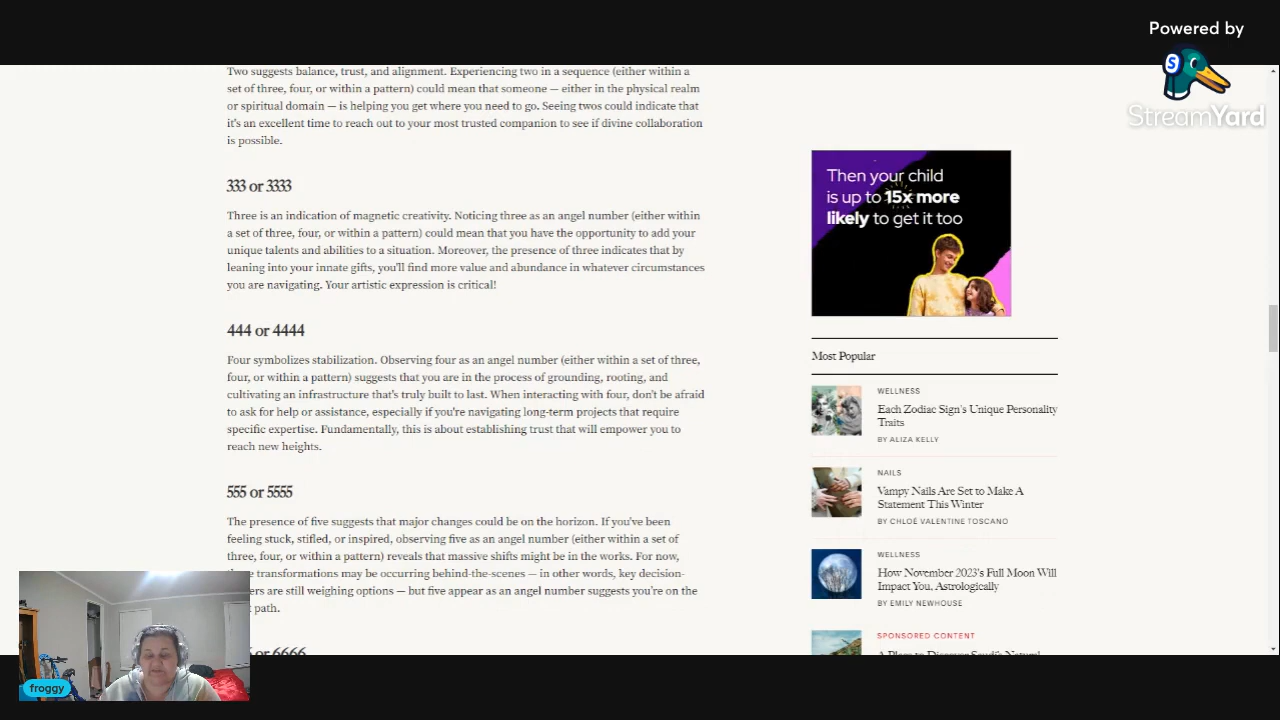 Powered by
StreamYard
Two suggests balance, trust, and alignment. Experiencing two in a sequence (either within a
set of three, four, or within a pattern) could mean that someone — either in the physical realm
or spiritual domain — is helping you get where you need to go. Seeing twos could indicate that
it's an excellent time to reach out to your most trusted companion to see if divine collaboration
is possible.
333 or 3333
Three is an indication of magnetic creativity. Noticing three as an angel number (either within
a set of three, four, or within a pattern) could mean that you have the opportunity to add your
unique talents and abilities to a situation. Moreover, the presence of three indicates that by
leaning into your innate gifts, you'll find more value and abundance in whatever circumstances
you are navigating. Your artistic expression is critical!
444 or 4444
Four symbolizes stabilization. Observing four as an angel number (either within a set of three,
four, or within a pattern) suggests that you are in the process of grounding, rooting, and
cultivating an infrastructure that's truly built to last. When interacting with four, don't be afraid
to ask for help or assistance, especially if you're navigating long-term projects that require
specific expertise. Fundamentally, this is about establishing trust that will empower you to
reach new heights.
555 or 5555
The presence of five suggests that major changes could be on the horizon. If you've been
feeling stuck, stifled, or inspired, observing five as an angel number (either within a set of
three, four, or within a pattern) reveals that massive shifts might be in the works. For now,
transformations may be occurring behind-the-scenes — in other words, key decision-
are still weighing options — but five appear as an angel number suggests you're on the
path.
or 6666
Then your child
is up to 15x more
likely to get it too
Most Popular
WELLNESS
Each Zodiac Sign's Unique Personality
Traits
BY ALIZA KELLY
NAILS
Vampy Nails Are Set to Make A
Statement This Winter
BY CHLOÉ VALENTINE TOSCANO
WELLNESS
How November 2023's Full Moon Will
Impact You, Astrologically
BY EMILY NEWHOUSE
SPONSORED CONTENT
A Place to Discover Saudi's Natural
froggy